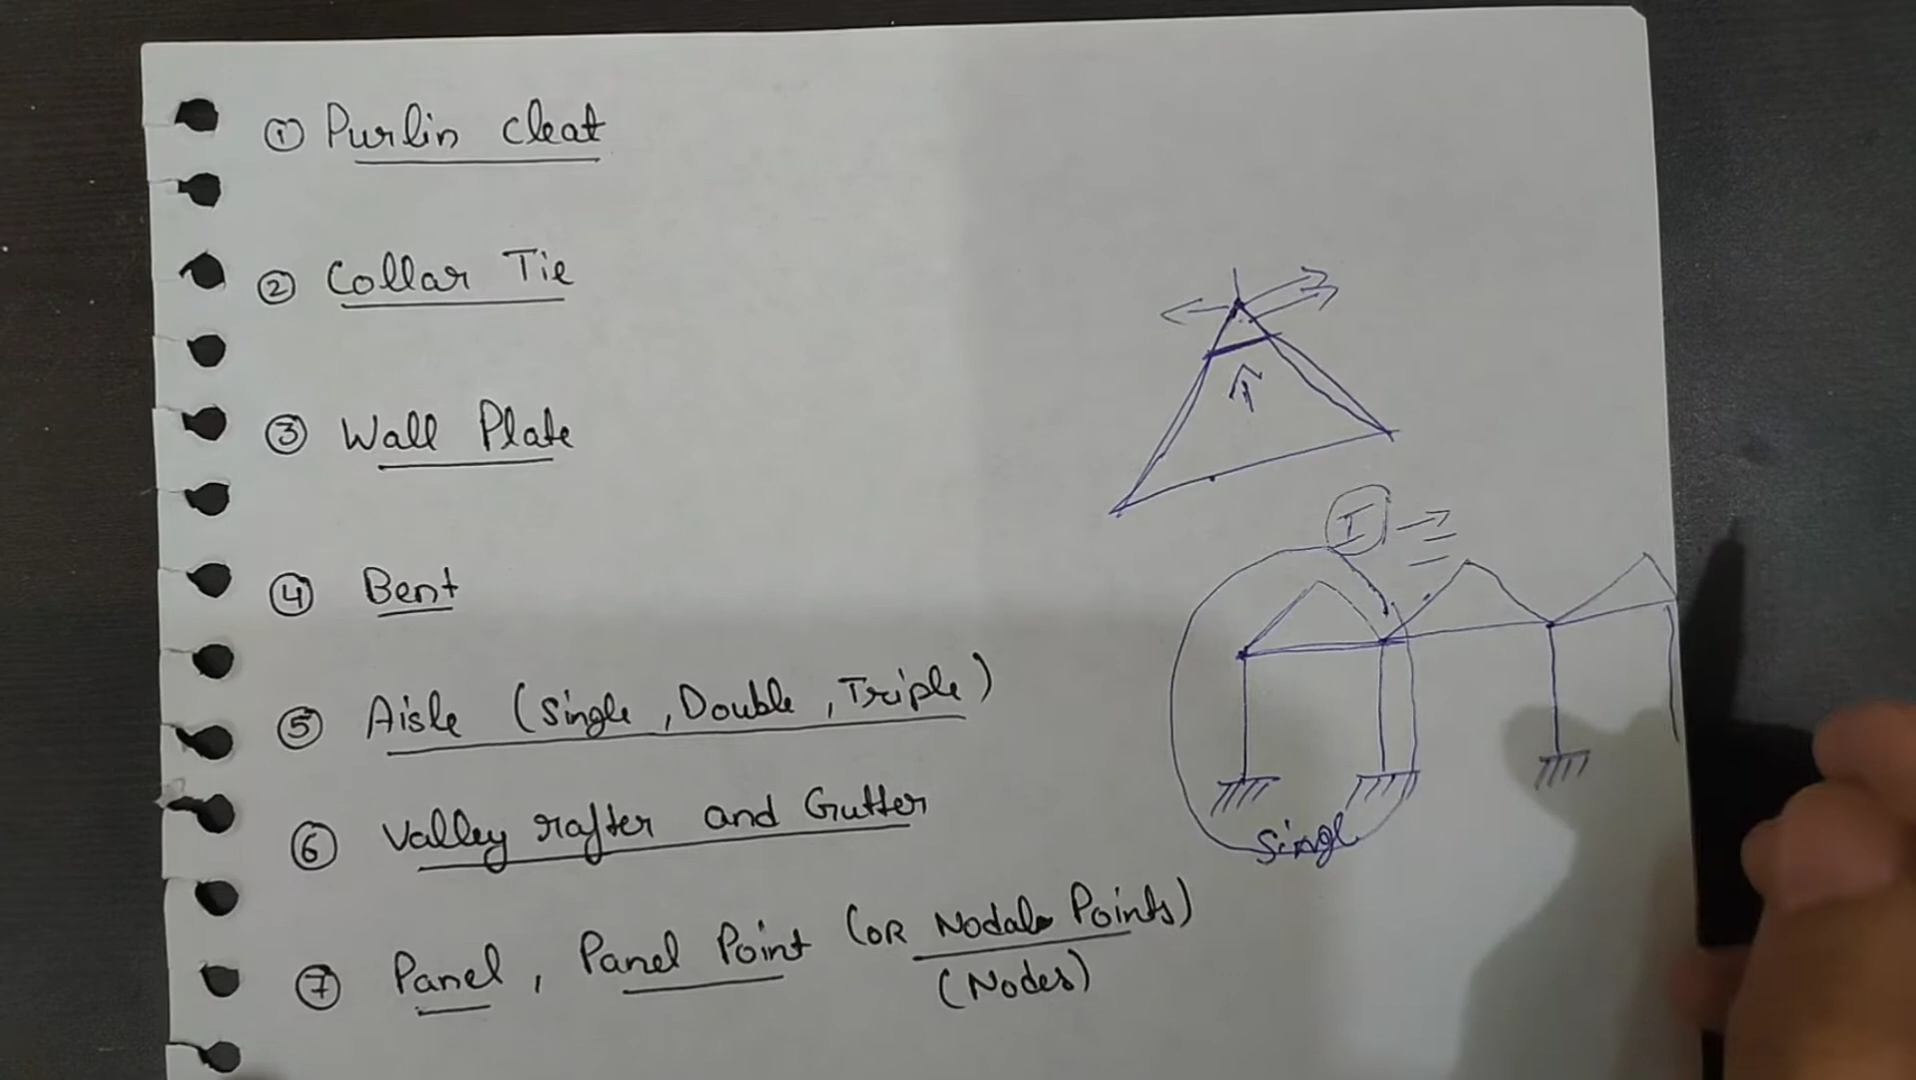 ① Purlin cleat
② Collar Tie
③ Wall Plate
④ Bent
⑤ Aisle (Single, Double, Triple)
⑥ Valley rafter and Gutter
⑦ Panel, Panel Point (OR Nodal Points)
(Nodes)
I
Singl